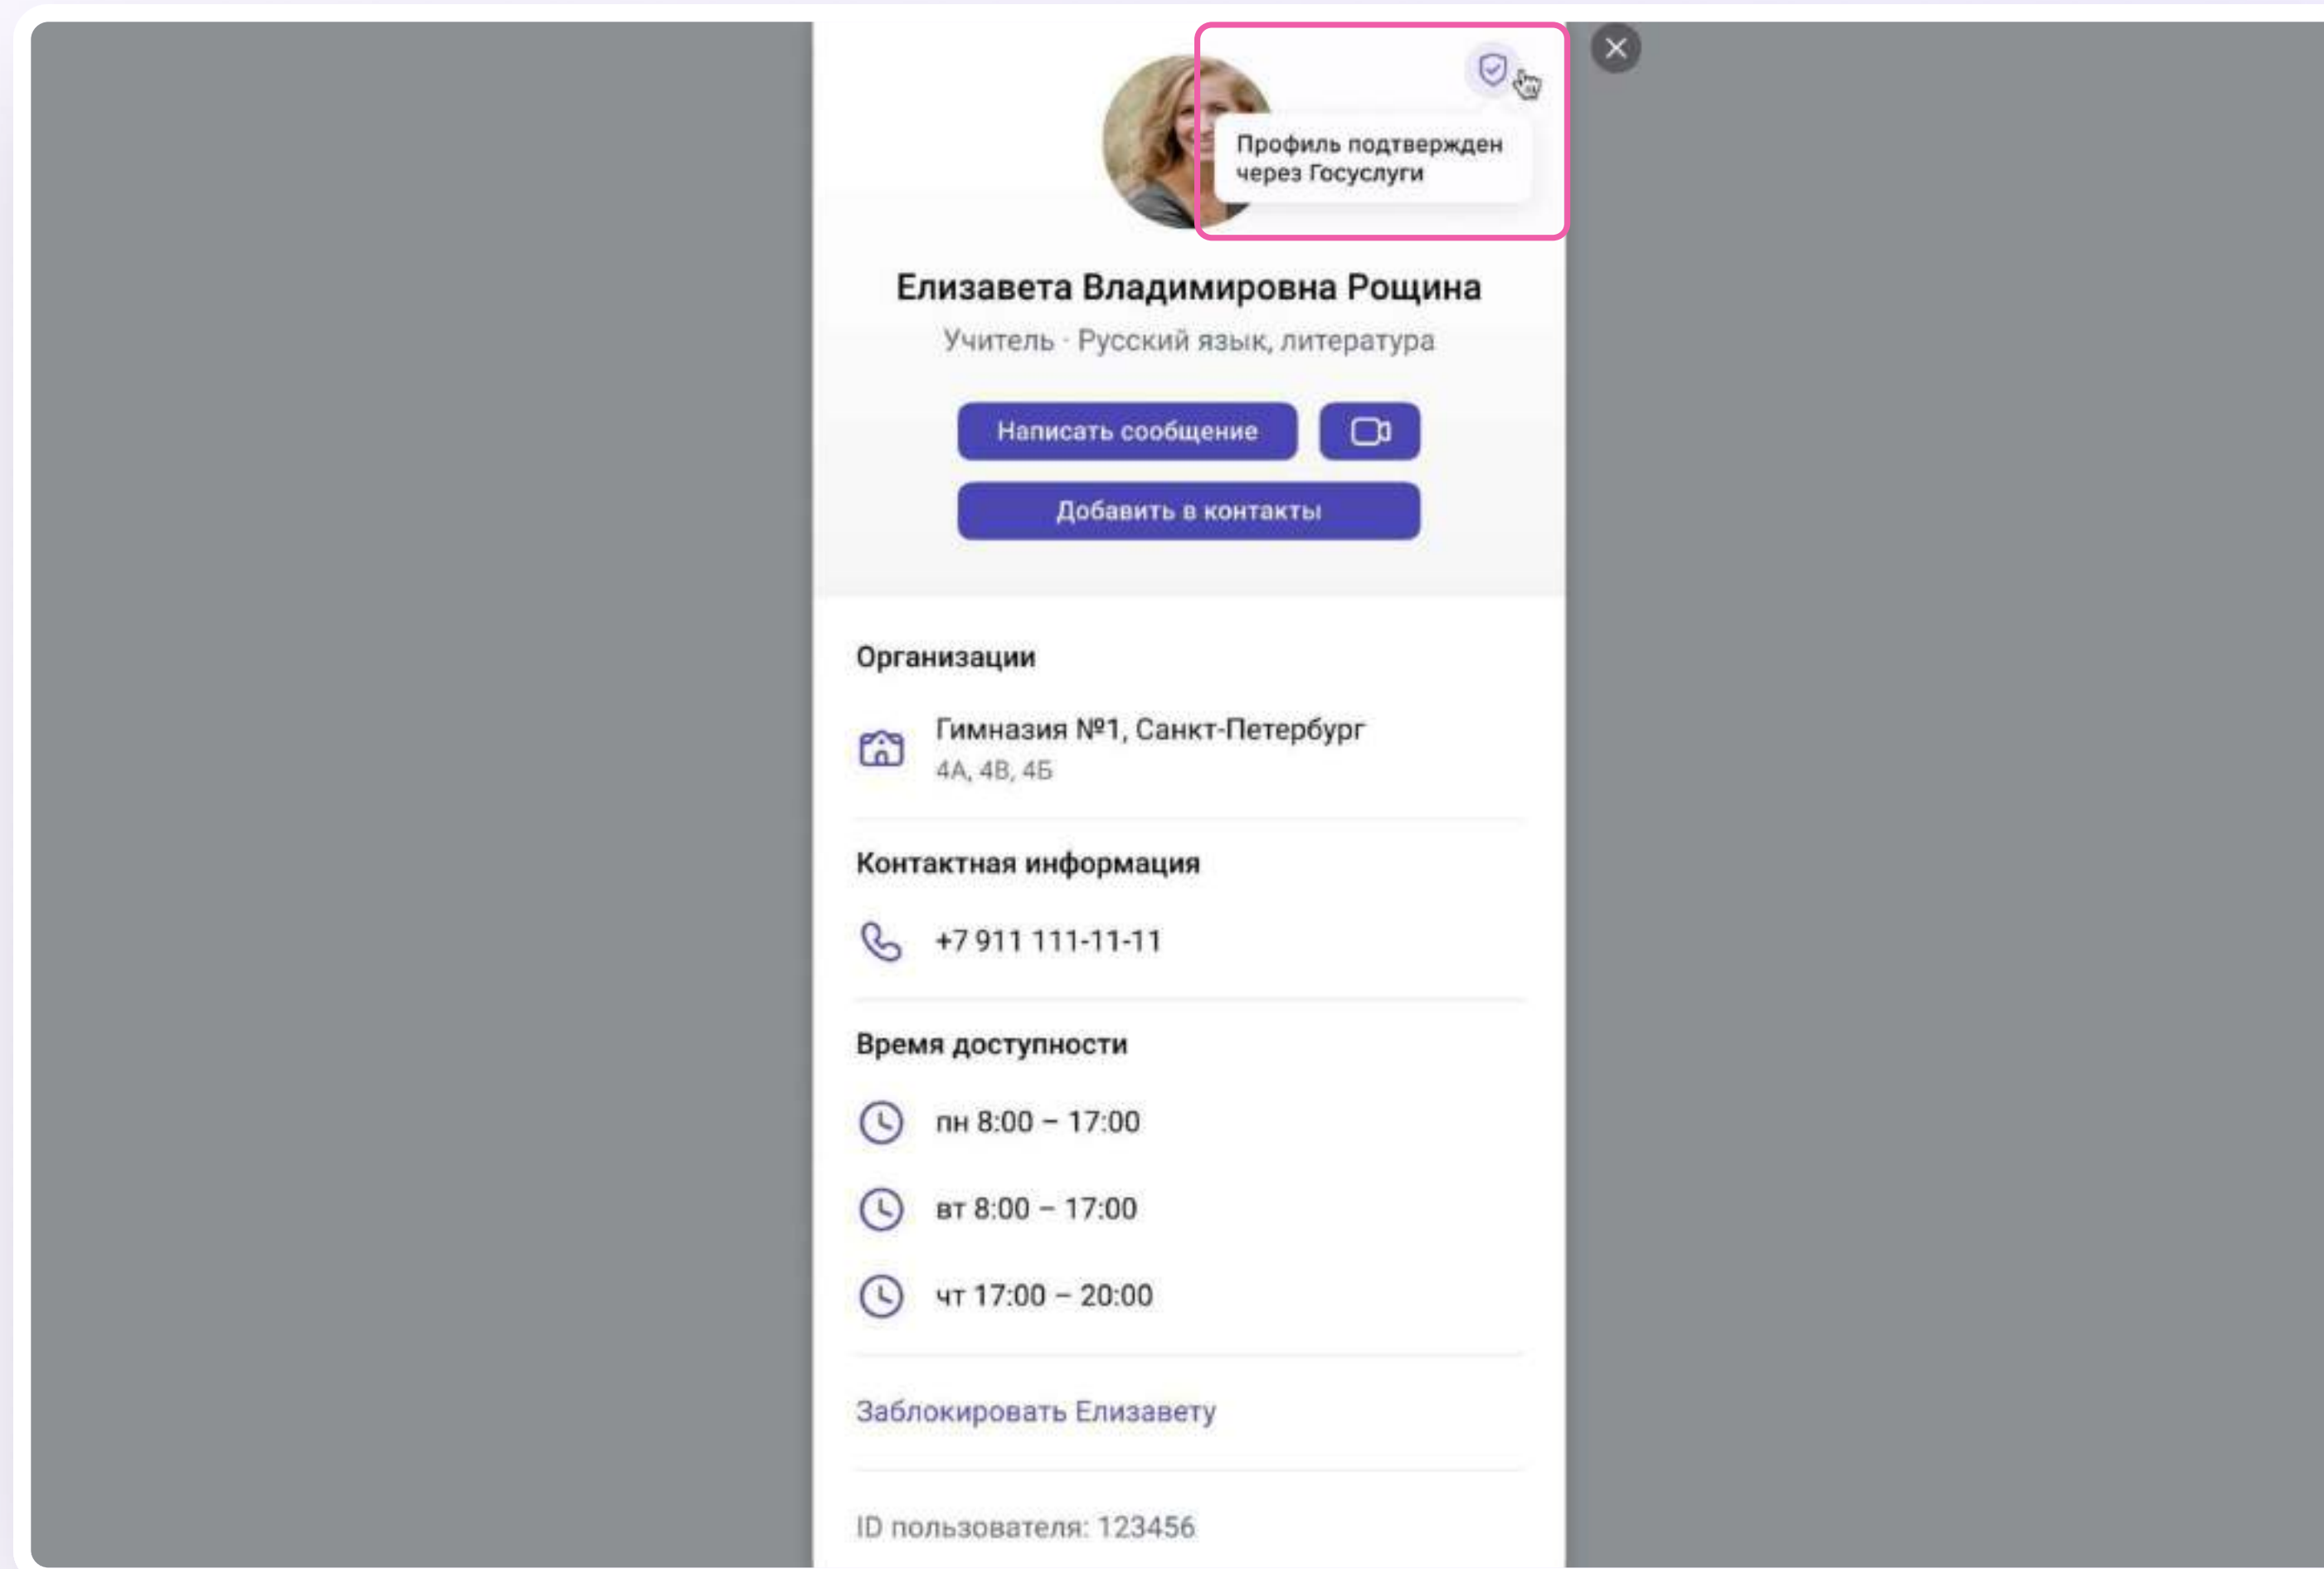 Профиль подтвержден
через Госуслуги
Елизавета Владимировна Рощина
Учитель · Русский язык, литература
Написать сообщение
Добавить в контакты
Организации
Гимназия №1, Санкт-Петербург
4А, 4В, 4Б
Контактная информация
+7 911 111-11-11
Время доступности
пн 8:00 – 17:00
вт 8:00 – 17:00
чт 17:00 – 20:00
Заблокировать Елизавету
ID пользователя: 123456